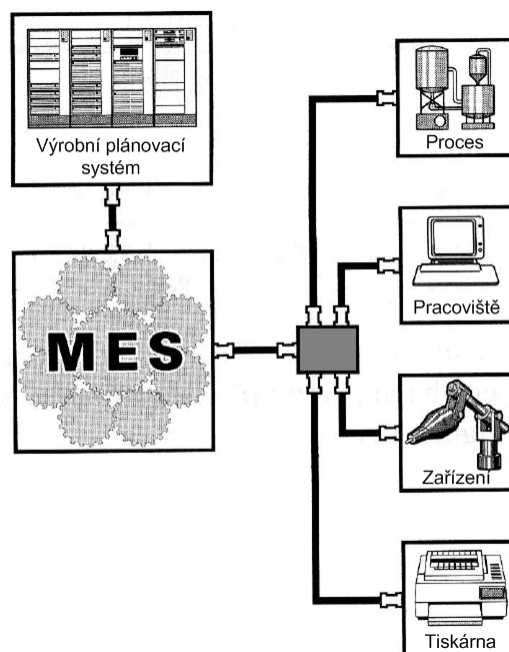 Výrobní plánovací
systém
MES
Proces
Pracoviště
Zařízení
Tiskárna